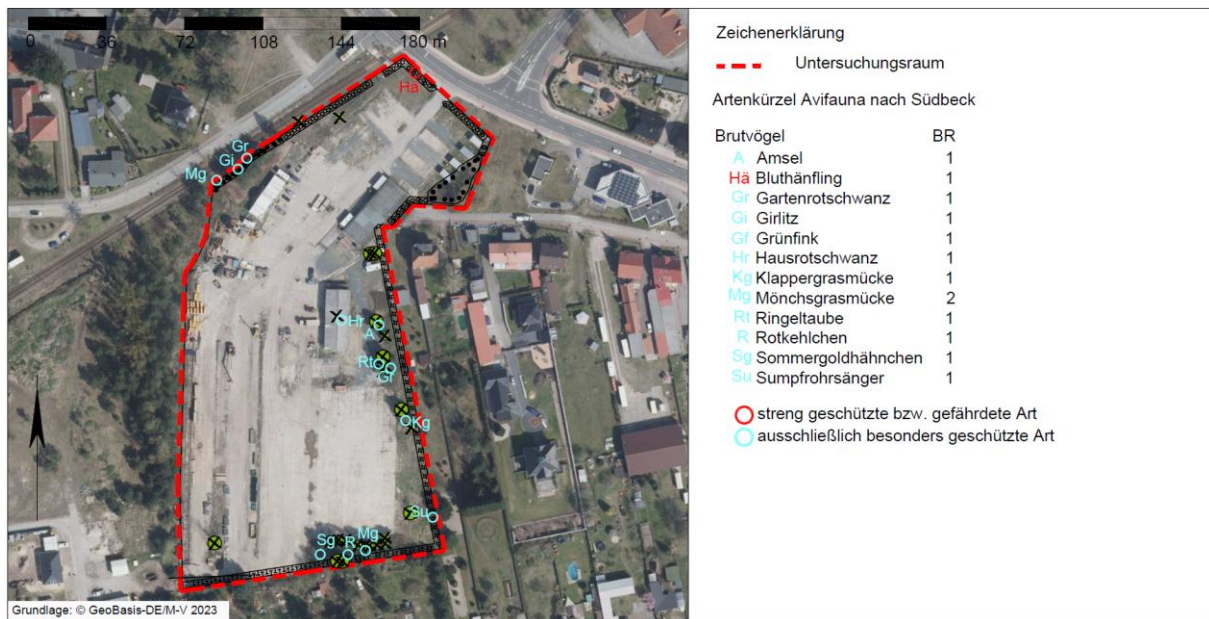 0 36 72 108 144 180 m
Hä
Gr
Gi
Mg
Hr
A
Rt
Gf
Kg
Su
Sg R Mg
Grundlage: © GeoBasis-DE/M-V 2023
Zeichenerklärung
Untersuchungsraum
Artenkürzel Avifauna nach Südbeck
Brutvögel BR
A Amsel 1
Hä Bluthänfling 1
Gr Gartenrotschwanz 1
Gi Girlitz 1
Gf Grünfink 1
Hr Hausrotschwanz 1
Kg Klappergrasmücke 1
Mg Mönchsgrasmücke 2
Rt Ringeltaube 1
R Rotkehlchen 1
Sg Sommergoldhähnchen 1
Su Sumpfrohrsänger 1
streng geschützte bzw. gefährdete Art
ausschließlich besonders geschützte Art